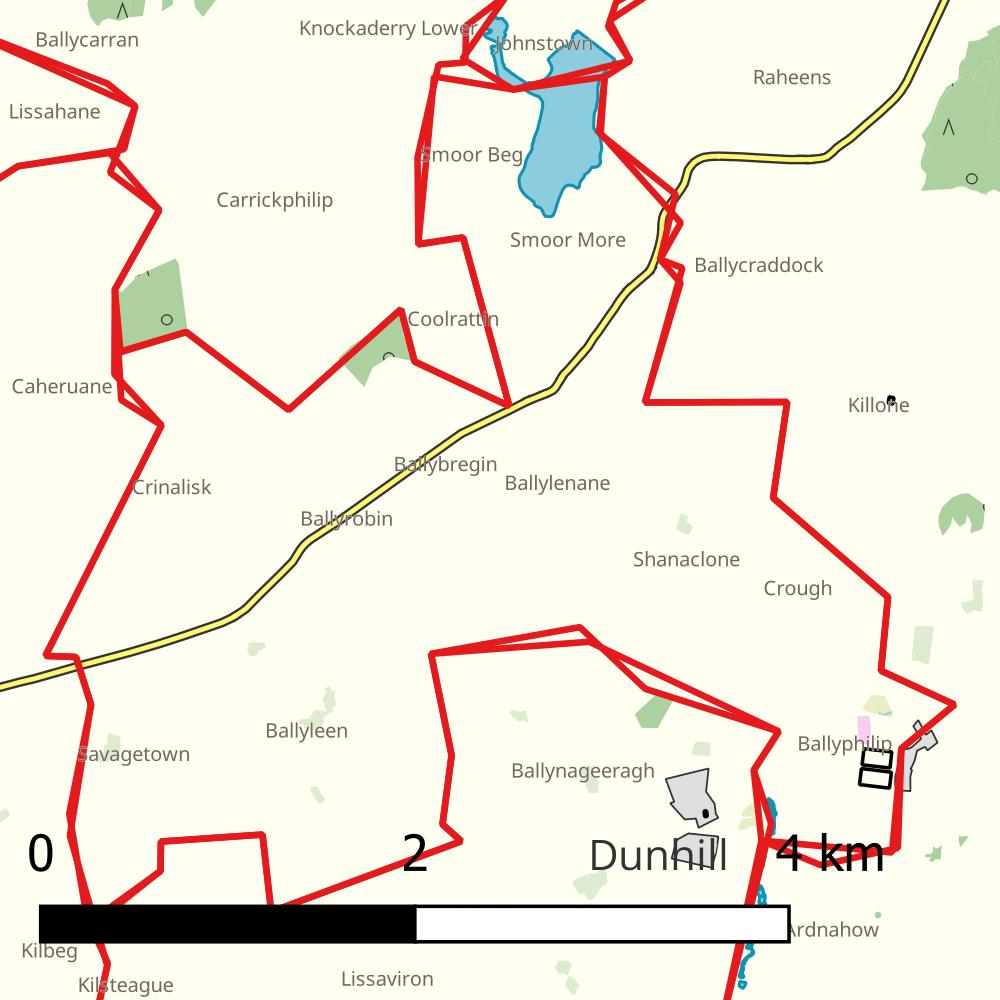 Knockaderry Lower
Ballycarran
Johnstown
Raheens
Lissahane
Smoor Beg
Carrickphilip
Smoor More
Ballycraddock
Coolrattin
Caheruane
Killone
Ballybregin
Crinalisk
Ballylenane
Ballyrobin
Shanaclone
Crough
Ballyleen
Ballyphilip
Savagetown
Ballynageeragh
0 2 4 km
Dunhill
Ardnahow
Kilbeg
Lissaviron
Kilsteague